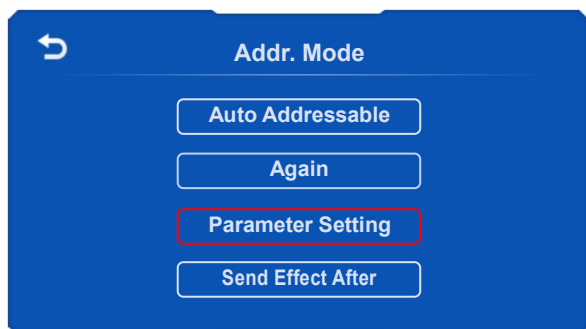 Addr. Mode
Auto Addressable
Again
Parameter Setting
Send Effect After